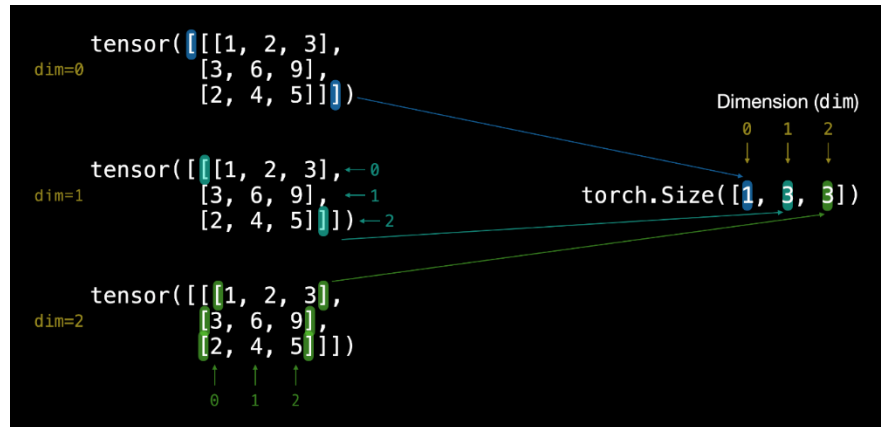 tensor([[[1, 2, 3],
dim=0
[3, 6, 9],
[2, 4, 5]]])
Dimension (dim)
0 1 2
tensor([[[1, 2, 3], 0
dim=1
[3, 6, 9], 1
[2, 4, 5]]]) 2
torch.Size([1, 3, 3])
tensor([[[1, 2, 3],
dim=2
[3, 6, 9],
[2, 4, 5]]])
0 1 2